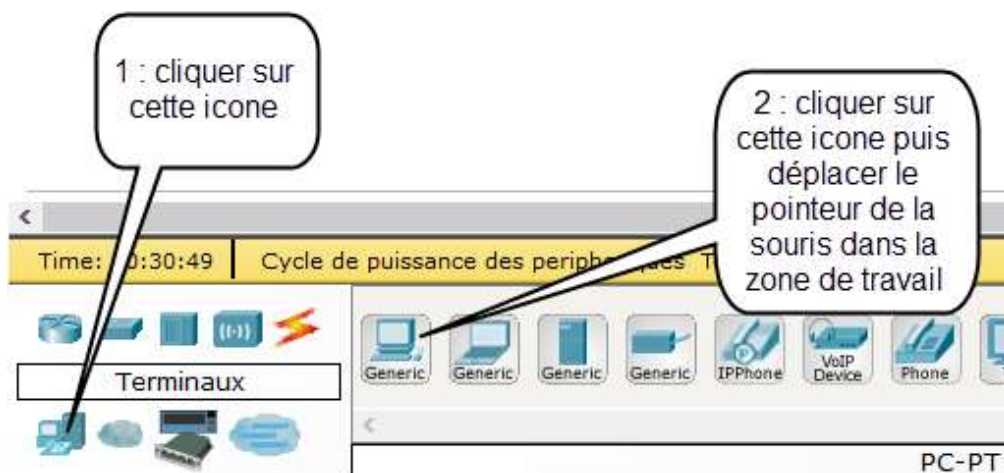 1 : cliquer sur
cette icone
2 : cliquer sur
cette icone puis
déplacer le
pointeur de la
souris dans la
zone de travail
Time: 0:30:49 Cycle de puissance des periph ques T
Terminaux
Generic Generic Generic Generic IPPhone VoIP Device Phone
PC-PT